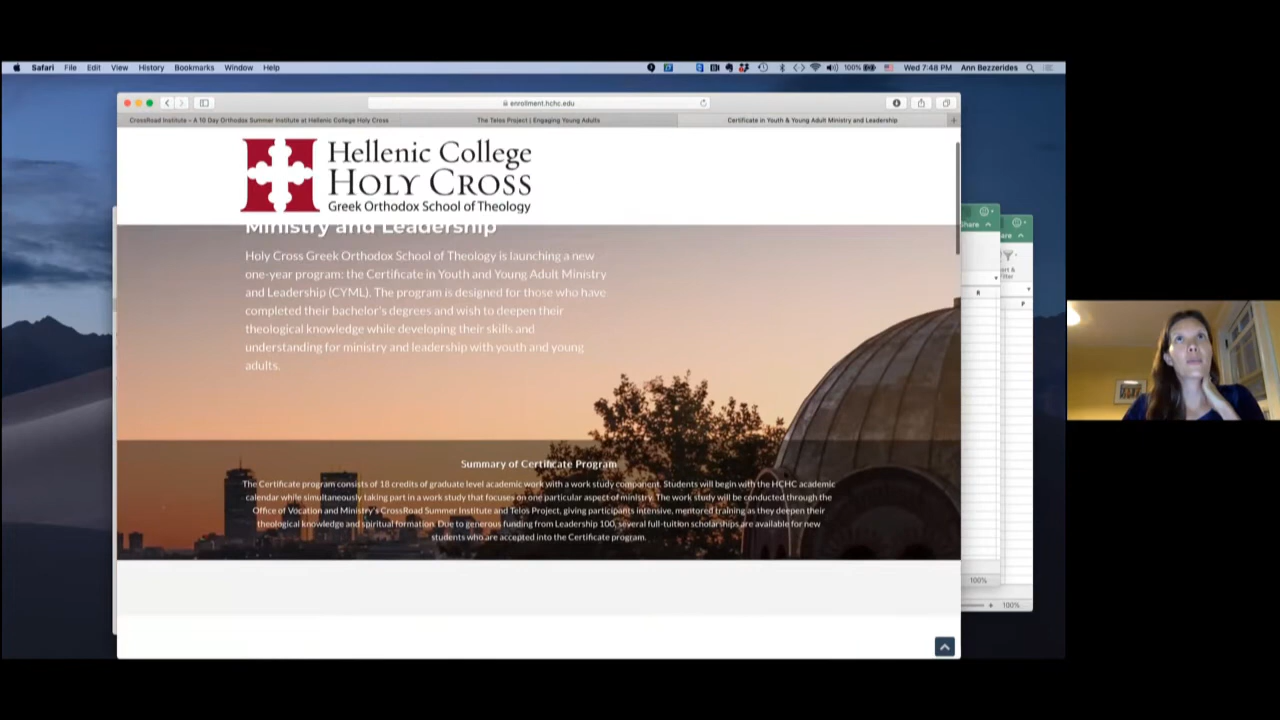 Safari File Edit View History Bookmarks Window Help
100% Wed 7:48 PM Ann Bezzerides
enrollment.hchc.edu
CrossRoad Institute – A 10 Day Orthodox Summer Institute at Hellenic College Holy Cross
The Telos Project | Engaging Young Adults
Certificate in Youth & Young Adult Ministry and Leadership
Hellenic College
HOLY CROSS
Greek Orthodox School of Theology
Ministry and Leadership
Holy Cross Greek Orthodox School of Theology is launching a new
one-year program: the Certificate in Youth and Young Adult Ministry
and Leadership (CYML). The program is designed for those who have
completed their bachelor's degrees and wish to deepen their
theological knowledge while developing their skills and
understanding for ministry and leadership with youth and young
adults.
Summary of Certificate Program
The Certificate program consists of 18 credits of graduate level academic work with a work study component. Students will begin with the HCHC academic
calendar while simultaneously taking part in a work study that focuses on one particular aspect of ministry. The work study will be conducted through the
Office of Vocation and Ministry's CrossRoad Summer Institute and Telos Project, giving participants intensive, mentored training as they deepen their
theological knowledge and spiritual formation. Due to generous funding from Leadership 100, several full-tuition scholarships are available for new
students who are accepted into the Certificate program.
Share
R
P
100%
100%